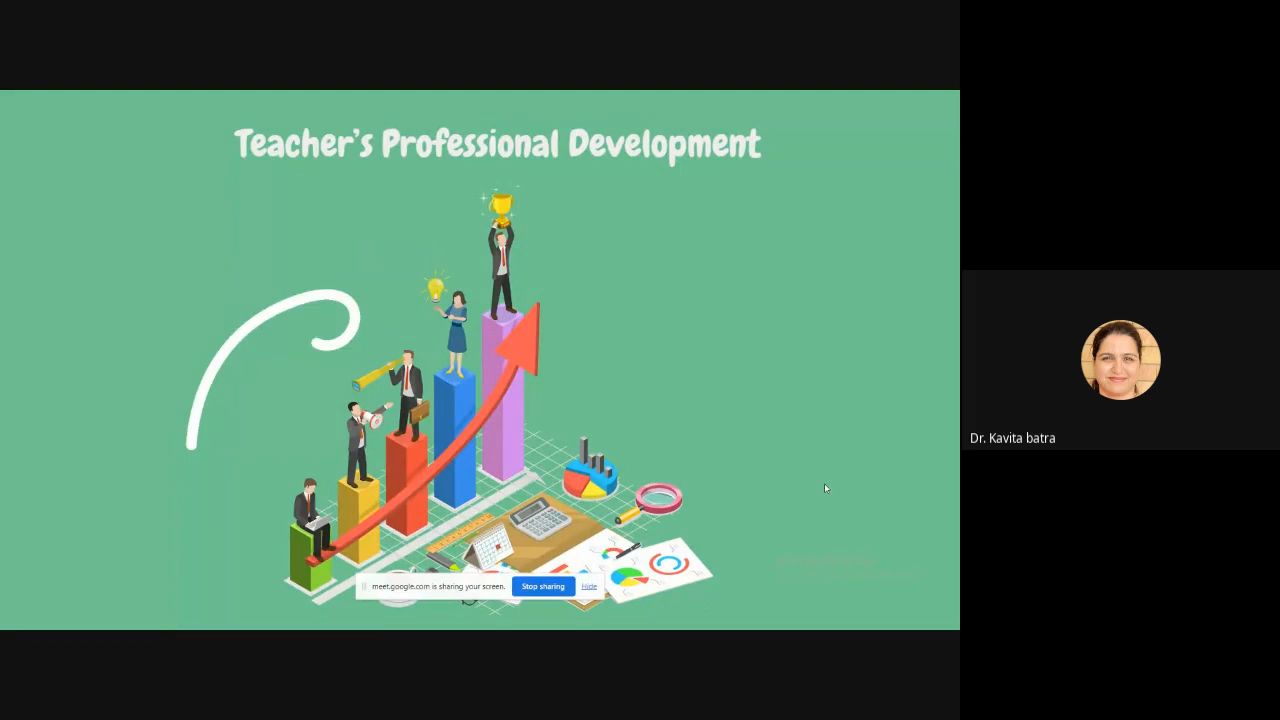 Teacher's Professional Development
meet.google.com is sharing your screen. Stop sharing Hide
Dr. Kavita batra